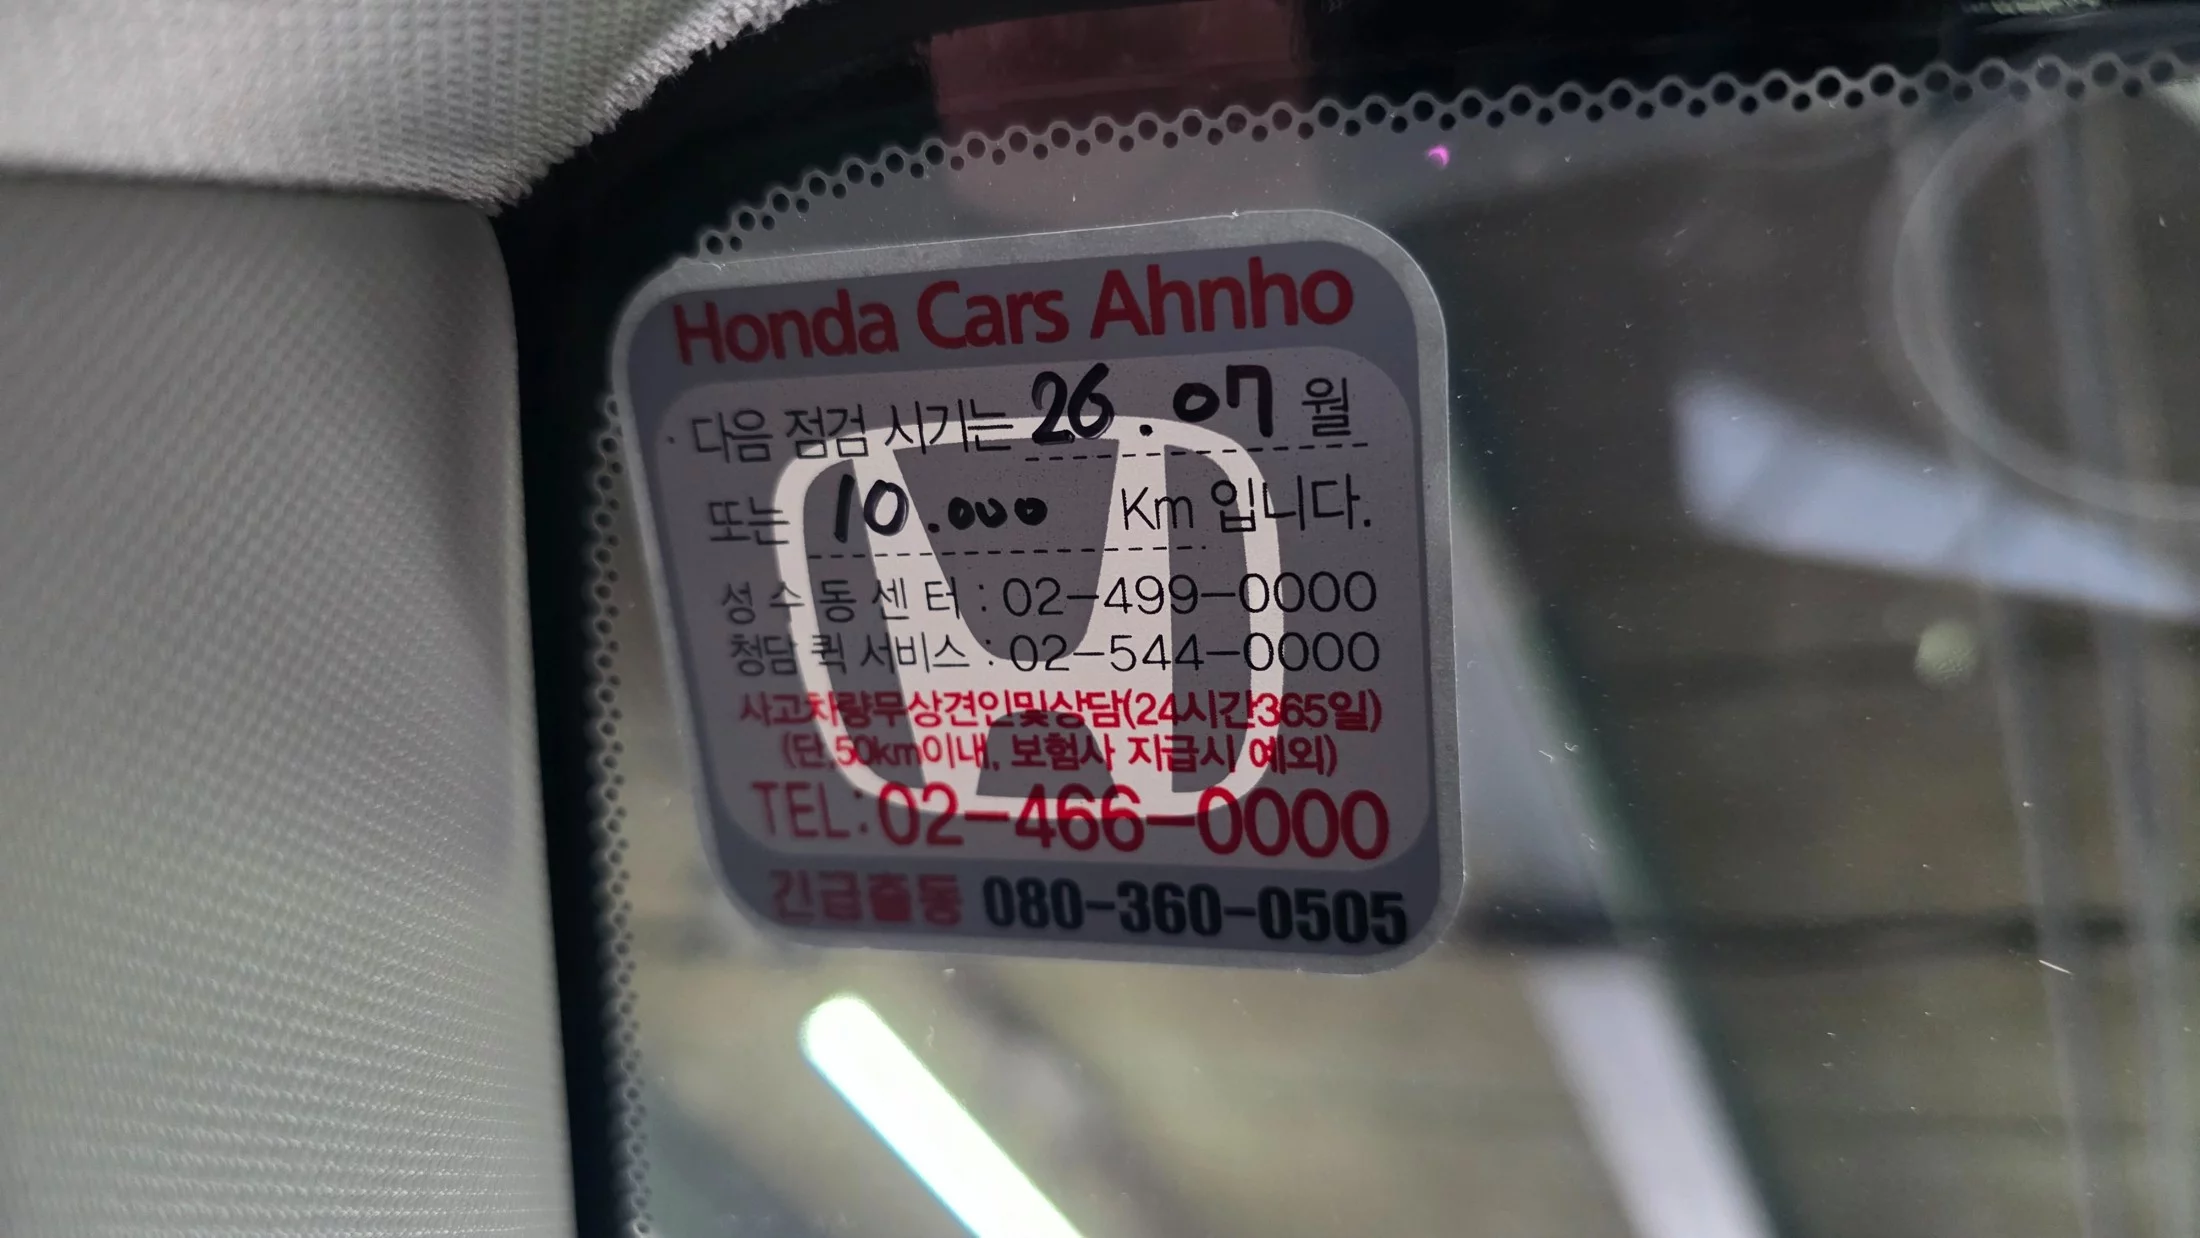 Honda Cars Ahnho
다음 점검 시기는 26.07 월
또는 10.000 Km 입니다.
성수동센터 : 02-499-0000
청담 퀵 서비스 : 02-544-0000
사고차량무상견인및상담(24시간365일)
(단,50km이내, 보험사 지급시 예외)
TEL:02-466-0000
긴급출동 080-360-0505